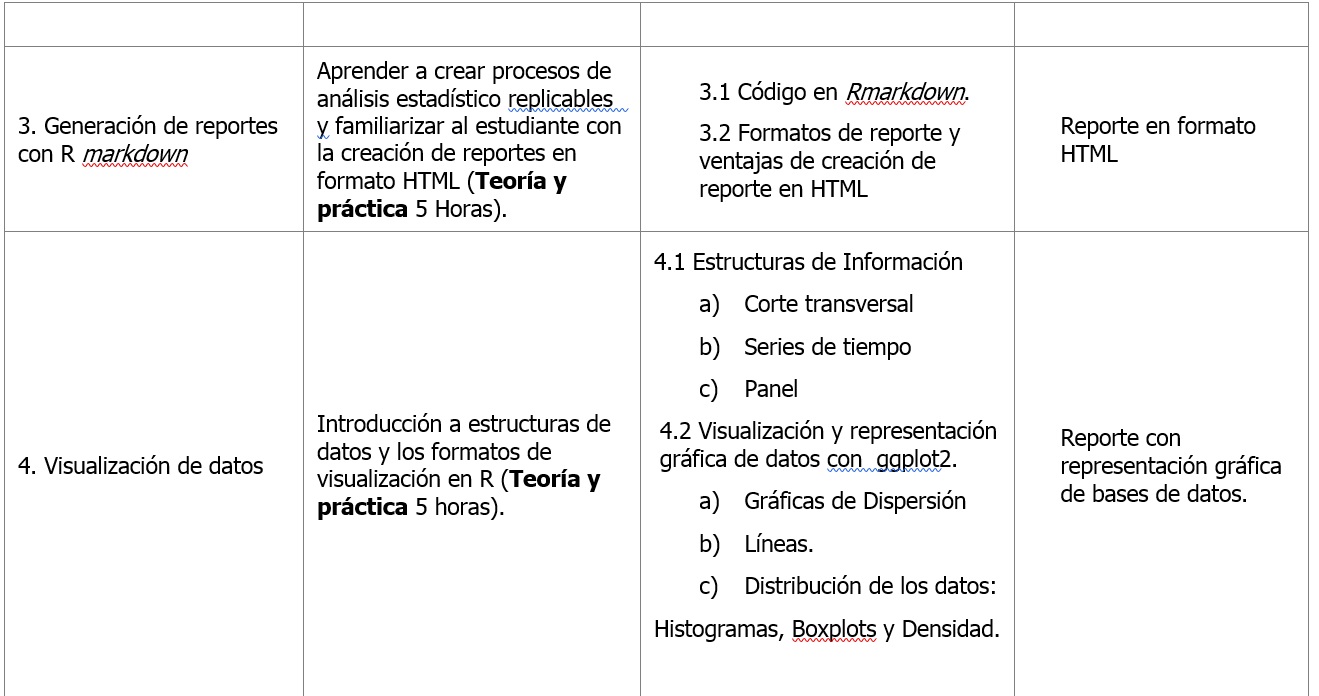 3. Generación de reportes
con R markdown
Aprender a crear procesos de
análisis estadístico replicables
y familiarizar al estudiante con
la creación de reportes en
formato HTML (Teoría y
práctica 5 Horas).
3.1 Código en Rmarkdown.
3.2 Formatos de reporte y
ventajas de creación de
reporte en HTML
Reporte en formato
HTML
4. Visualización de datos
Introducción a estructuras de
datos y los formatos de
visualización en R (Teoría y
práctica 5 horas).
4.1 Estructuras de Información
a) Corte transversal
b) Series de tiempo
c) Panel
4.2 Visualización y representación
gráfica de datos con  ggplot2.
a) Gráficas de Dispersión
b) Líneas.
c) Distribución de los datos:
Histogramas, Boxplots y Densidad.
Reporte con
representación gráfica
de bases de datos.